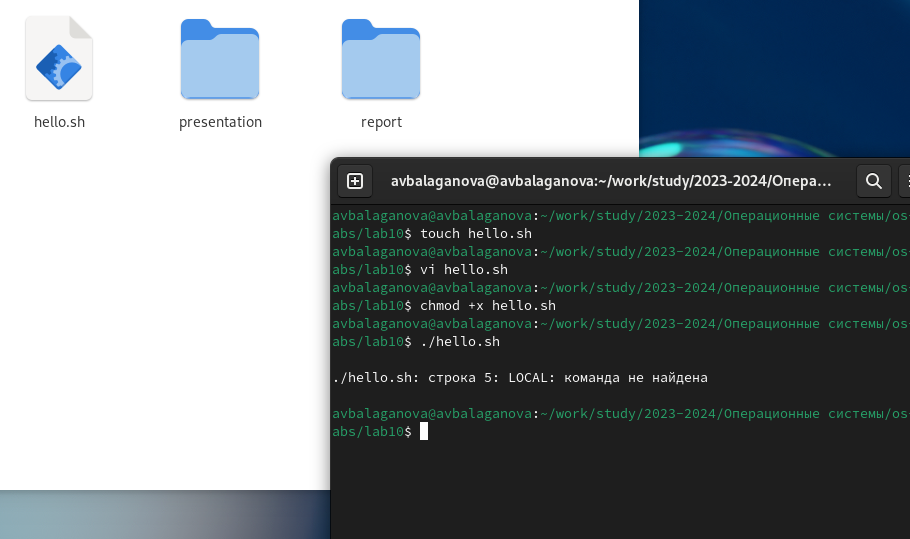 hello.sh
presentation
report
avbalaganova@avbalaganova:~/work/study/2023-2024/Опера...
avbalaganova@avbalaganova:~/work/study/2023-2024/Операционные системы/os-
abs/lab10$ touch hello.sh
avbalaganova@avbalaganova:~/work/study/2023-2024/Операционные системы/os-
abs/lab10$ vi hello.sh
avbalaganova@avbalaganova:~/work/study/2023-2024/Операционные системы/os-
abs/lab10$ chmod +x hello.sh
avbalaganova@avbalaganova:~/work/study/2023-2024/Операционные системы/os-
abs/lab10$ ./hello.sh
./hello.sh: строка 5: LOCAL: команда не найдена
avbalaganova@avbalaganova:~/work/study/2023-2024/Операционные системы/os-
abs/lab10$